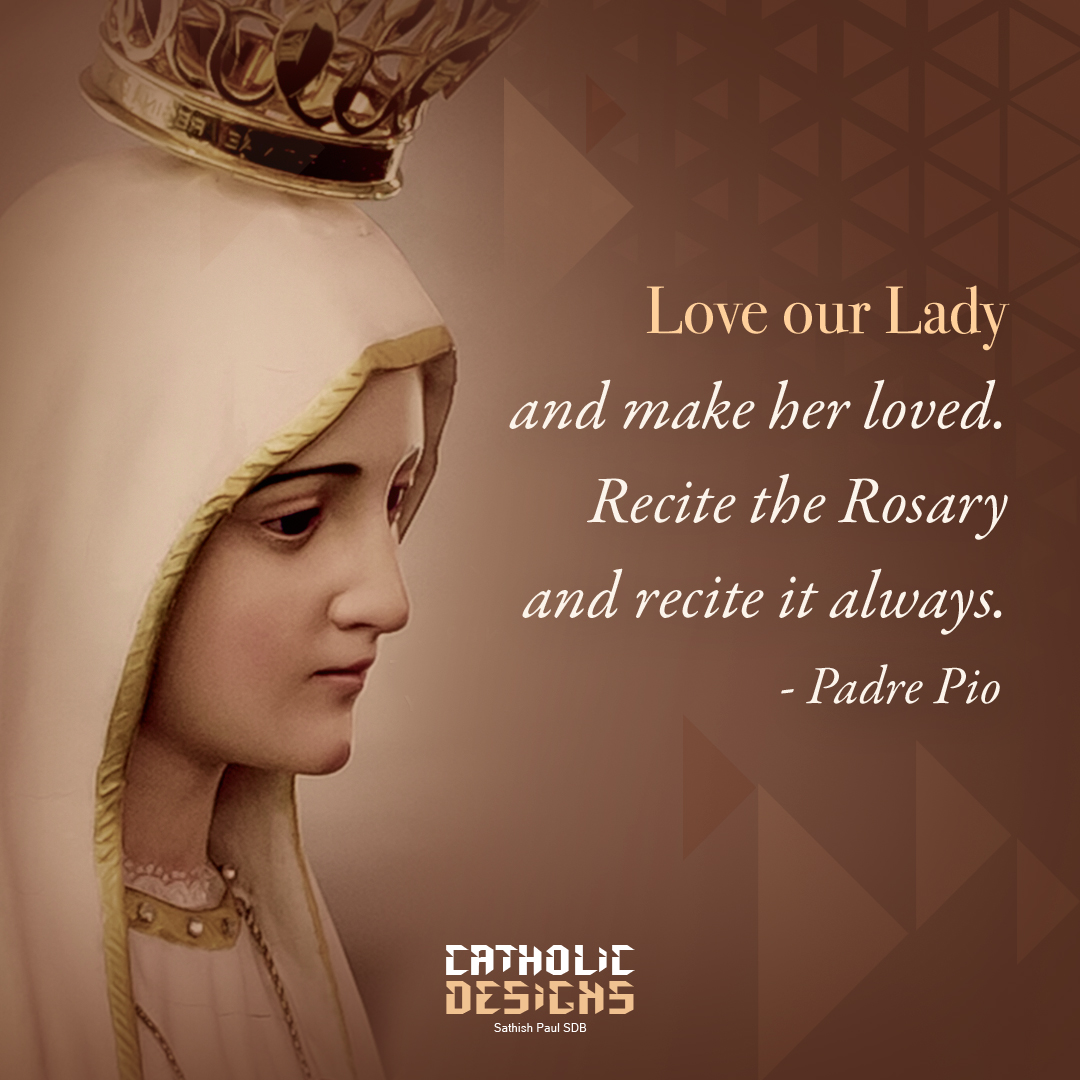 Love our Lady
and make her loved.
Recite the Rosary
and recite it always.
- Padre Pio
CATHOLIC
DESIGNS
Sathish Paul SDB